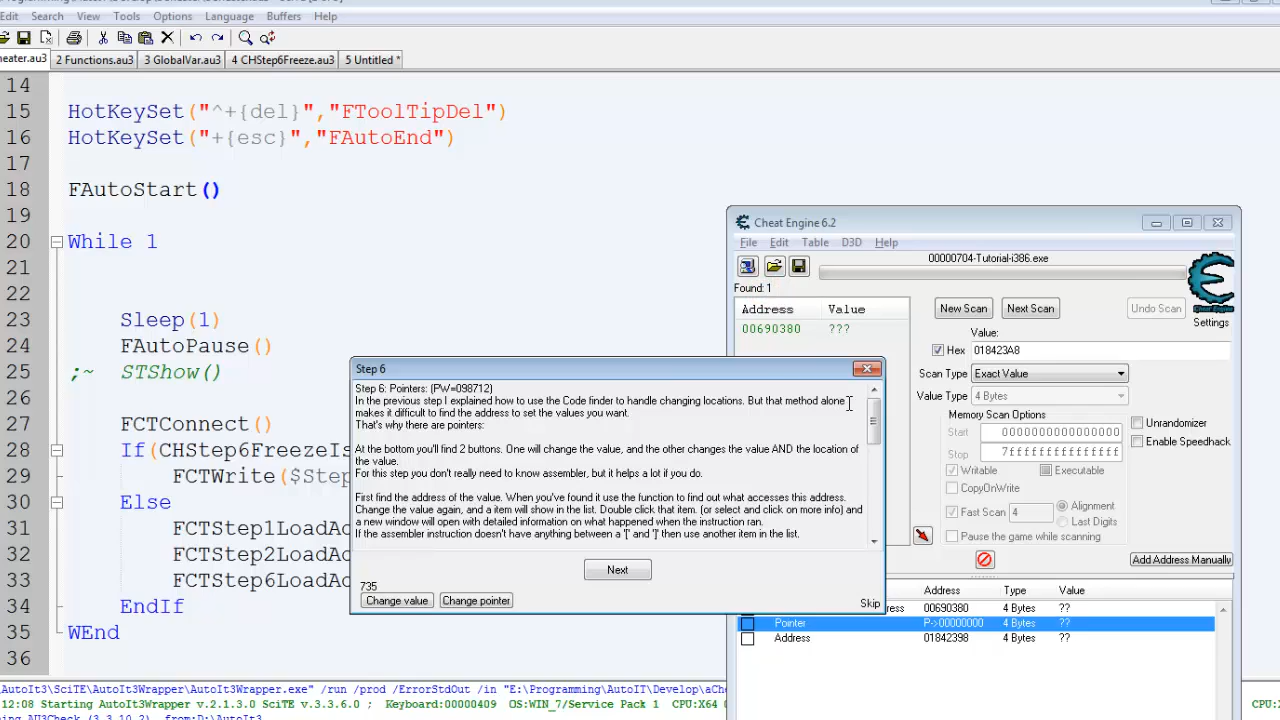 Edit Search View Tools Options Language Buffers Help
eater.au3 2 Functions.au3 3 GlobalVar.au3 4 CHStep6Freeze.au3 5 Untitled *
14
15 HotKeySet("^+{del}","FToolTipDel")
16 HotKeySet("+{esc}","FAutoEnd")
17
18 FAutoStart()
19
20 While 1
21
22
23 Sleep(1)
24 FAutoPause()
25 ;~ STShow()
26
27 FCTConnect()
28 If(CHStep6FreezeIs
29 FCTWrite($Step
30 Else
31 FCTStep1LoadAd
32 FCTStep2LoadAd
33 FCTStep6LoadAd
34 EndIf
35 WEnd
36
Cheat Engine 6.2
File Edit Table D3D Help
00000704-Tutorial-i386.exe
Found: 1
Address Value
00690380 ???
New Scan Next Scan Undo Scan
Settings
Value:
Hex 018423A8
Scan Type Exact Value
Value Type 4 Bytes
Memory Scan Options
Start 0000000000000000
Stop 7fffffffffffffff
Writable Executable
CopyOnWrite
Fast Scan 4 Alignment
Last Digits
Pause the game while scanning
Unrandomizer
Enable Speedhack
Add Address Manually
Address Type Value
ress 00690380 4 Bytes ??
Pointer P->00000000 4 Bytes ??
Address 01842398 4 Bytes ??
Step 6
Step 6: Pointers: (PW=098712)
In the previous step I explained how to use the Code finder to handle changing locations. But that method alone
makes it difficult to find the address to set the values you want.
That's why there are pointers:
At the bottom you'll find 2 buttons. One will change the value, and the other changes the value AND the location of
the value.
For this step you don't really need to know assembler, but it helps a lot if you do.
First find the address of the value. When you've found it use the function to find out what accesses this address.
Change the value again, and a item will show in the list. Double click that item. (or select and click on more info) and
a new window will open with detailed information on what happened when the instruction ran.
If the assembler instruction doesn't have anything between a '[' and ']' then use another item in the list.
Next
735
Change value Change pointer Skip
\AutoIt3\SciTE\AutoIt3Wrapper\AutoIt3Wrapper.exe" /run /prod /ErrorStdOut /in "E:\Programming\AutoIT\Develop\aChe
12:08 Starting AutoIt3Wrapper v.2.1.3.0 SciTE v.3.3.6.0 ; Keyboard:00000409 OS:WIN_7/Service Pack 1 CPU:X64 O CPU: